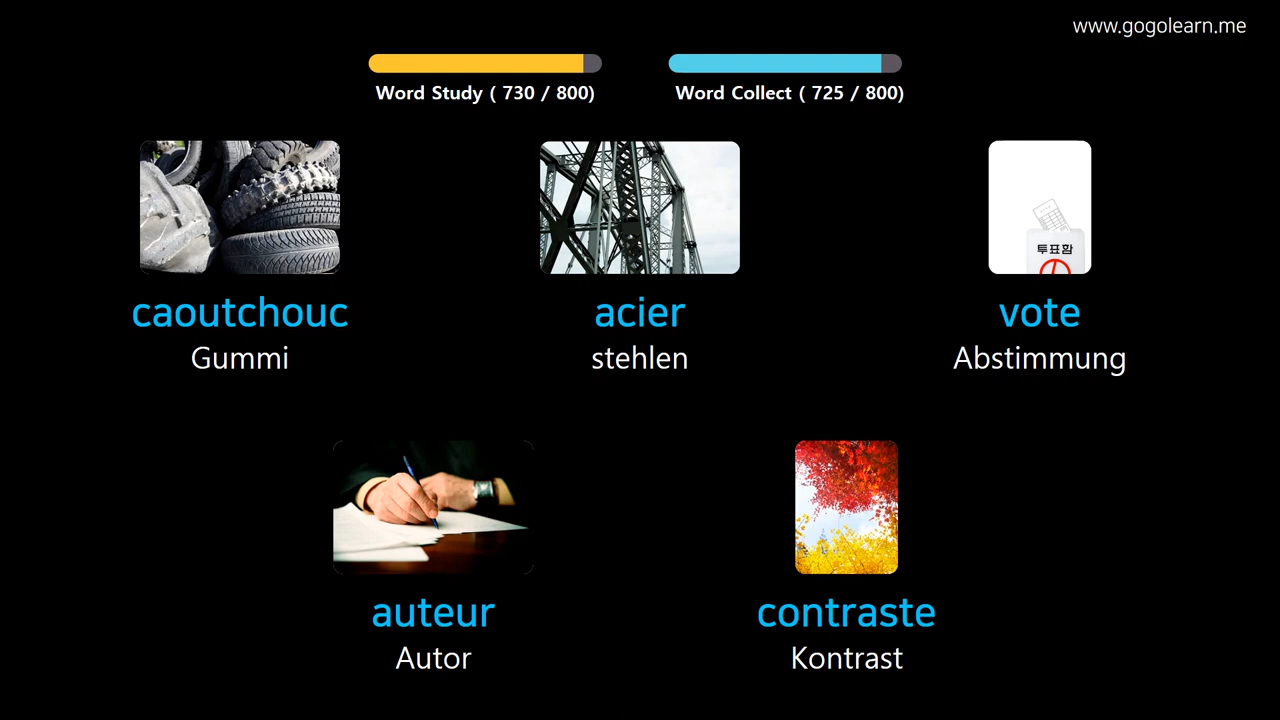 www.gogolearn.me
Word Study ( 730 / 800)
Word Collect ( 725 / 800)
투표함
caoutchouc
acier
vote
Gummi
stehlen
Abstimmung
auteur
contraste
Autor
Kontrast